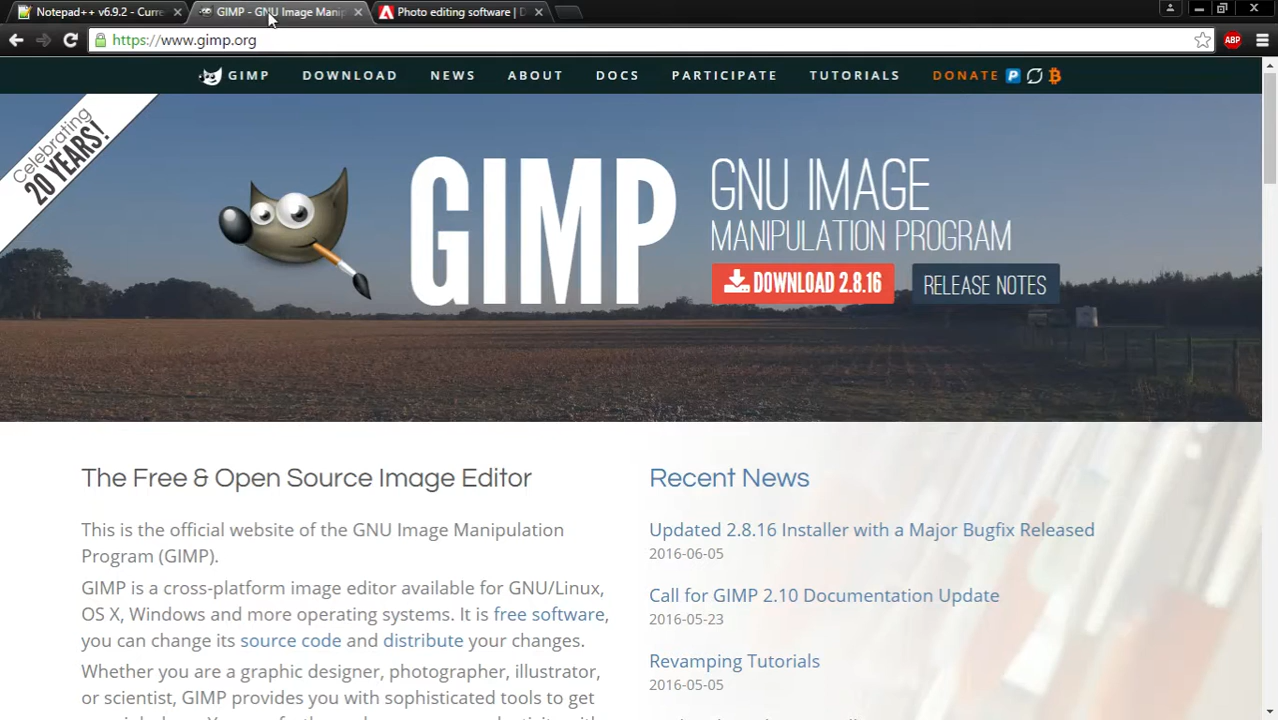 Notepad++ v6.9.2 - Curre
GIMP - GNU Image Manip
Photo editing software | D
https://www.gimp.org
ABP
GIMP
DOWNLOAD
NEWS
ABOUT
DOCS
PARTICIPATE
TUTORIALS
DONATE
Celebrating
20 YEARS!
GIMP
GNU IMAGE
MANIPULATION PROGRAM
DOWNLOAD 2.8.16
RELEASE NOTES
The Free & Open Source Image Editor
This is the official website of the GNU Image Manipulation
Program (GIMP).
GIMP is a cross-platform image editor available for GNU/Linux,
OS X, Windows and more operating systems. It is free software,
you can change its source code and distribute your changes.
Whether you are a graphic designer, photographer, illustrator,
or scientist, GIMP provides you with sophisticated tools to get
Recent News
Updated 2.8.16 Installer with a Major Bugfix Released
2016-06-05
Call for GIMP 2.10 Documentation Update
2016-05-23
Revamping Tutorials
2016-05-05